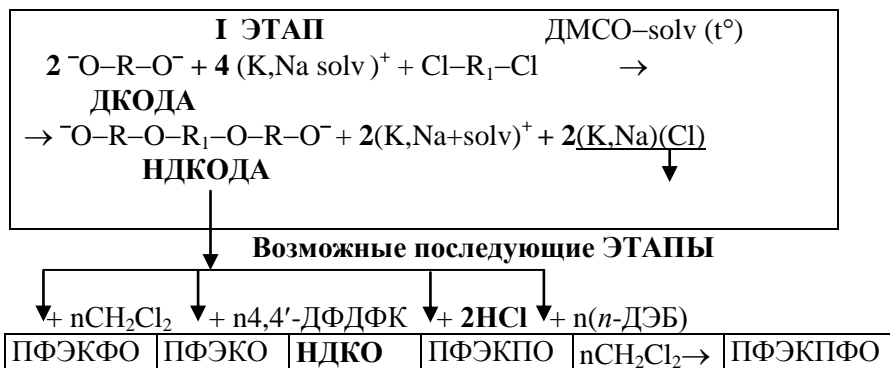 I ЭТАП ДМСО–solv (t°)
2 ⁻O–R–O⁻ + 4 (K,Na solv )⁺ + Cl–R₁–Cl →
ДКОДА
→ ⁻O–R–O–R₁–O–R–O⁻ + 2(K,Na+solv)⁺ + 2(K,Na)(Cl)
НДКОДА
Возможные последующие ЭТАПЫ
+ nCH₂Cl₂ + n4,4′-ДФДФК + 2HCl + n(n-ДЭБ)
ПФЭКФО ПФЭКО НДКО ПФЭКПО nCH₂Cl₂→ ПФЭКПФО